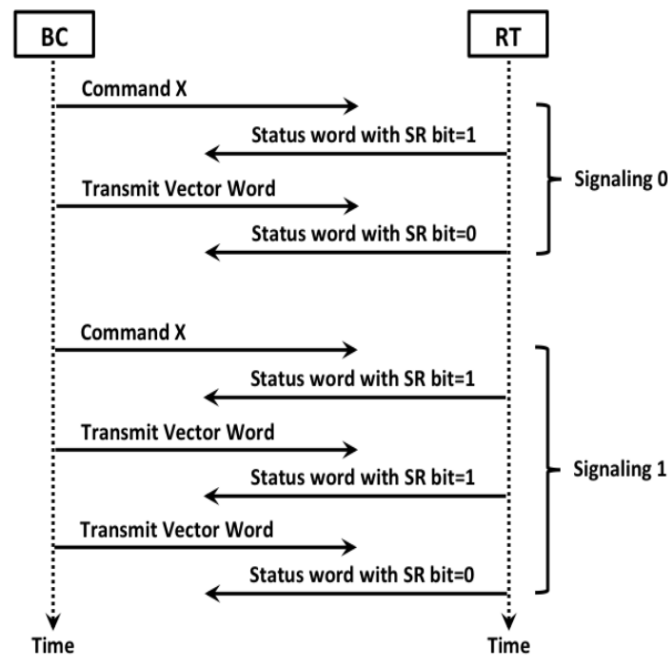 BC
RT
Command X
Status word with SR bit=1
Transmit Vector Word
Status word with SR bit=0
Signaling 0
Command X
Status word with SR bit=1
Transmit Vector Word
Status word with SR bit=1
Transmit Vector Word
Status word with SR bit=0
Signaling 1
Time
Time